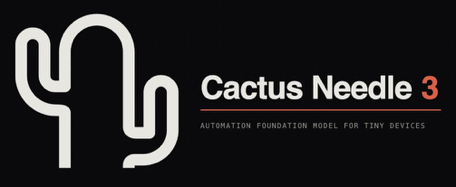 Cactus Needle 3
AUTOMATION FOUNDATION MODEL FOR TINY DEVICES